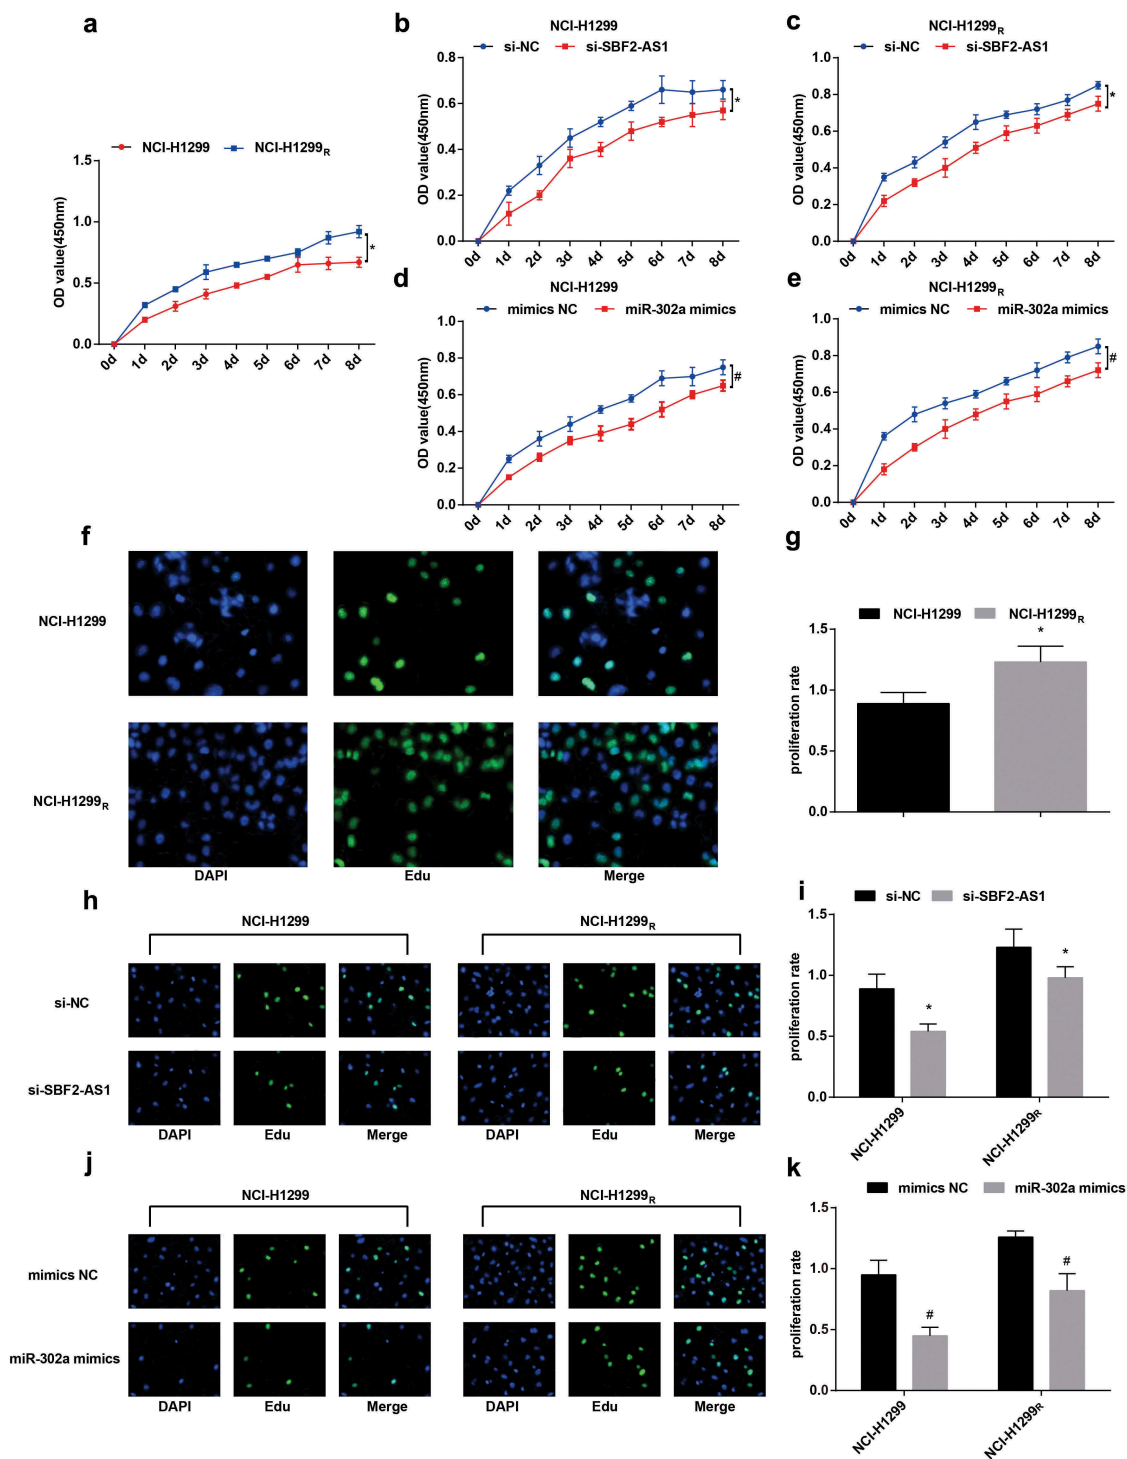 a
NCI-H1299 NCI-H1299R
OD value(450nm)
1.5
1.0
0.5
0.0
0d 1d 2d 3d 4d 5d 6d 7d 8d
*
b
NCI-H1299
si-NC si-SBF2-AS1
OD value(450nm)
0.8
0.6
0.4
0.2
0.0
0d 1d 2d 3d 4d 5d 6d 7d 8d
*
c
NCI-H1299R
si-NC si-SBF2-AS1
OD value(450nm)
1.0
0.8
0.6
0.4
0.2
0.0
0d 1d 2d 3d 4d 5d 6d 7d 8d
*
d
NCI-H1299
mimics NC miR-302a mimics
OD value(450nm)
1.0
0.8
0.6
0.4
0.2
0.0
0d 1d 2d 3d 4d 5d 6d 7d 8d
#
e
NCI-H1299R
mimics NC miR-302a mimics
OD value(450nm)
1.0
0.8
0.6
0.4
0.2
0.0
0d 1d 2d 3d 4d 5d 6d 7d 8d
#
f
NCI-H1299
NCI-H1299R
DAPI Edu Merge
g
NCI-H1299 NCI-H1299R
proliferation rate
1.5
1.0
0.5
0.0
*
h
NCI-H1299 NCI-H1299R
si-NC
si-SBF2-AS1
DAPI Edu Merge DAPI Edu Merge
i
si-NC si-SBF2-AS1
proliferation rate
1.5
1.0
0.5
0.0
* *
NCI-H1299 NCI-H1299R
j
NCI-H1299 NCI-H1299R
mimics NC
miR-302a mimics
DAPI Edu Merge DAPI Edu Merge
k
mimics NC miR-302a mimics
proliferation rate
1.5
1.0
0.5
0.0
# #
NCI-H1299 NCI-H1299R